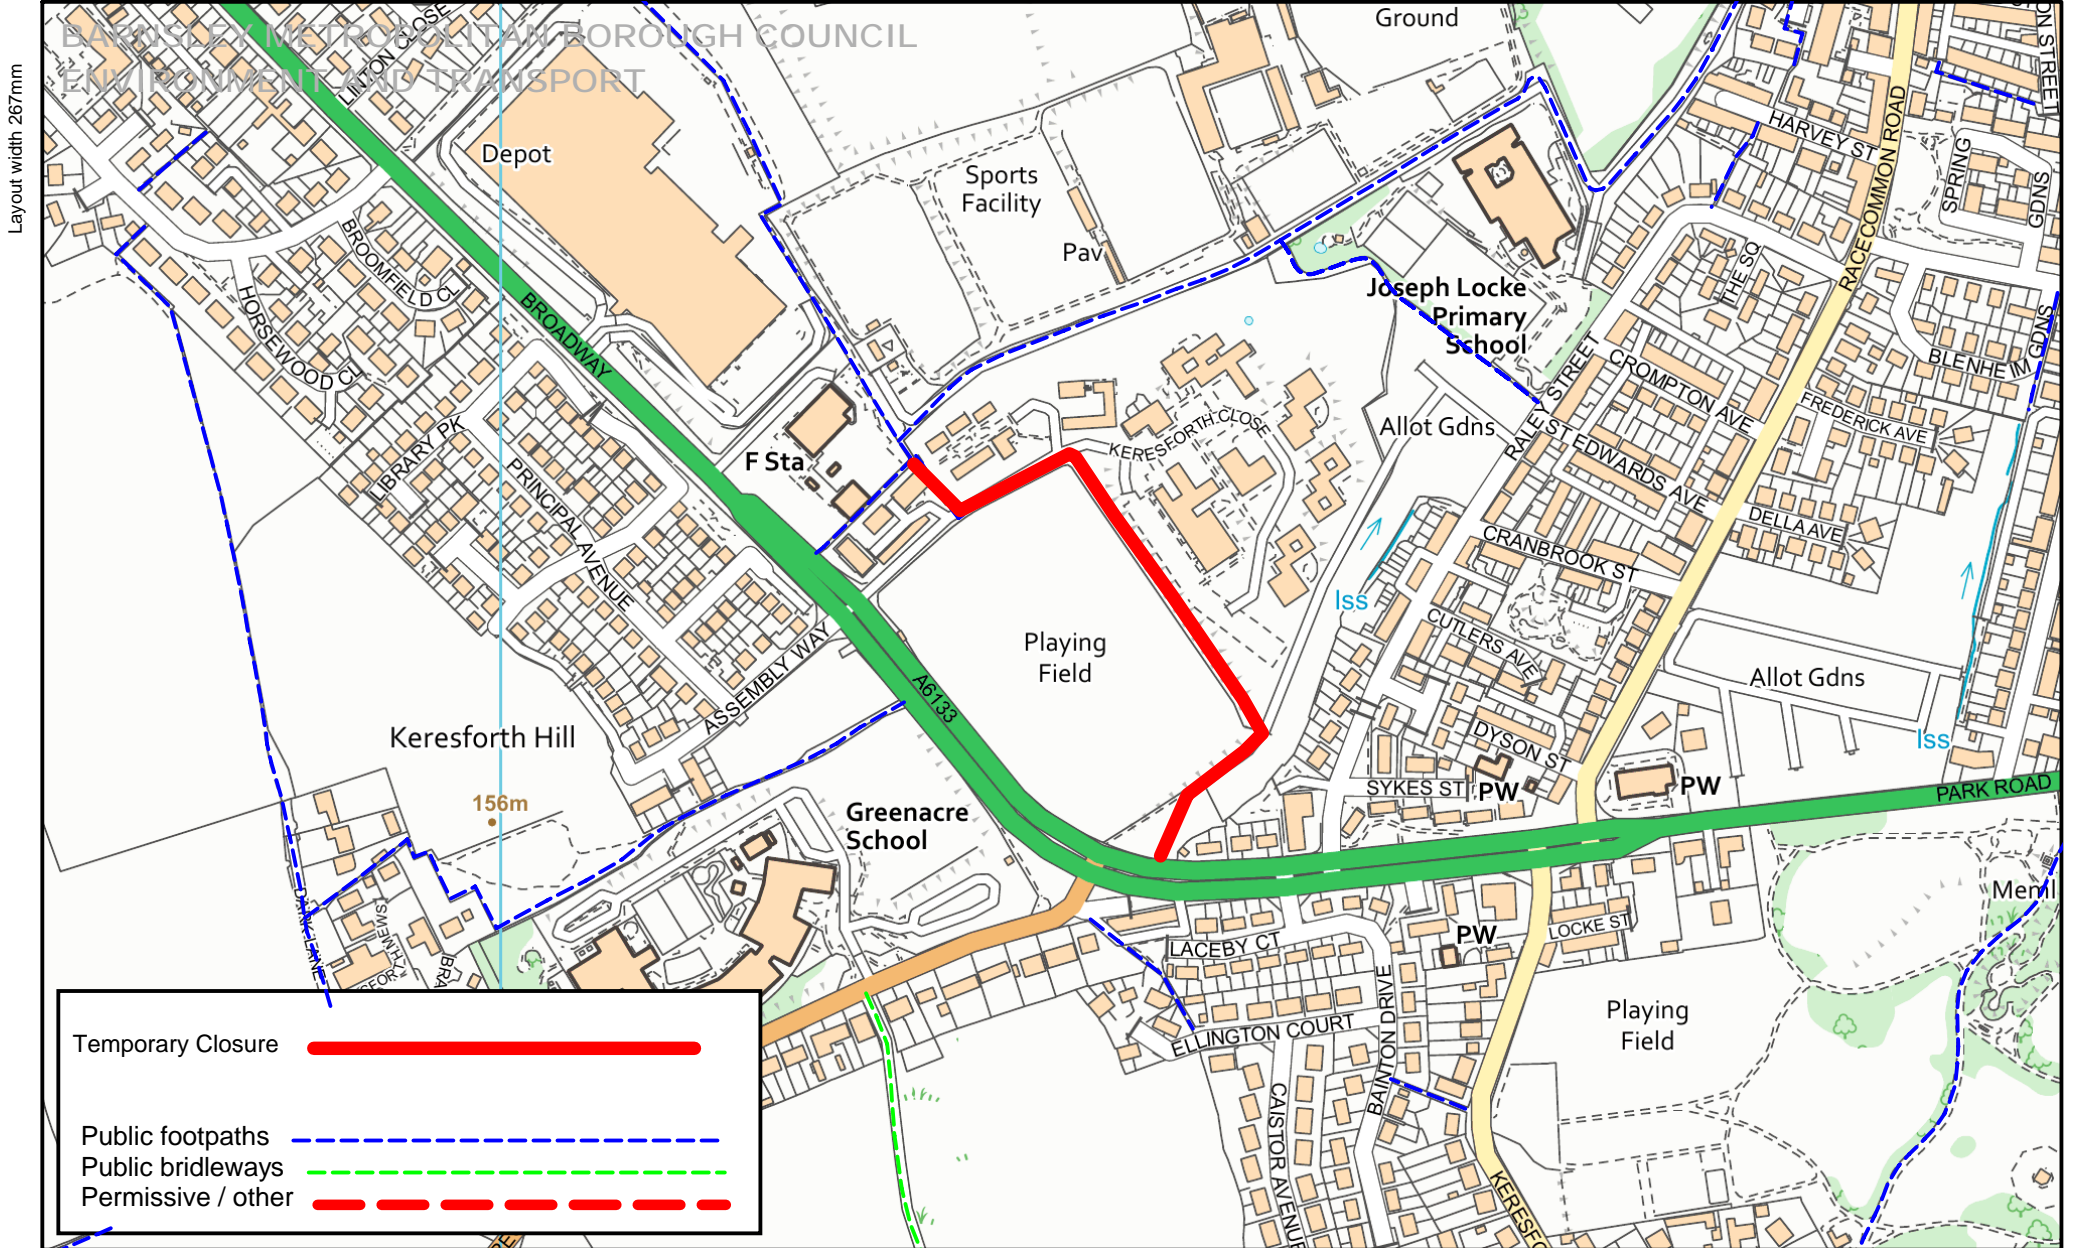 BARNSLEY METROPOLITAN BOROUGH COUNCIL
ENVIRONMENT AND TRANSPORT
Layout width 267mm
LINTON CLOSE
Ground
Depot
Sports
Facility
Pav
HARVEY ST
RACECOMMON ROAD
SPRING
GDNS
THE SQ
BROOMFIELD CL
HORSEWOOD CL
BROADWAY
Joseph Locke
Primary
School
BLENHEIM
GDNS
CROMPTON AVE
FREDERICK AVE
RALEY STREET
ST EDWARDS AVE
Allot Gdns
KERESFORTH CLOSE
LIBRARY PK
PRINCIPAL AVENUE
F Sta
DELLA AVE
CRANBROOK ST
Iss
CUTLERS AVE
Playing
Field
ASSEMBLY WAY
A6133
Allot Gdns
Keresforth Hill
DYSON ST
Iss
156m
SYKES ST
PW
PW
PARK ROAD
Greenacre
School
DARK LANE
PW
LOCKE ST
LACEBY CT
BAINTON DRIVE
ELLINGTON COURT
Playing
Field
CAISTOR AVENUE
KERESFO
Temporary Closure
Public footpaths
Public bridleways
Permissive / other